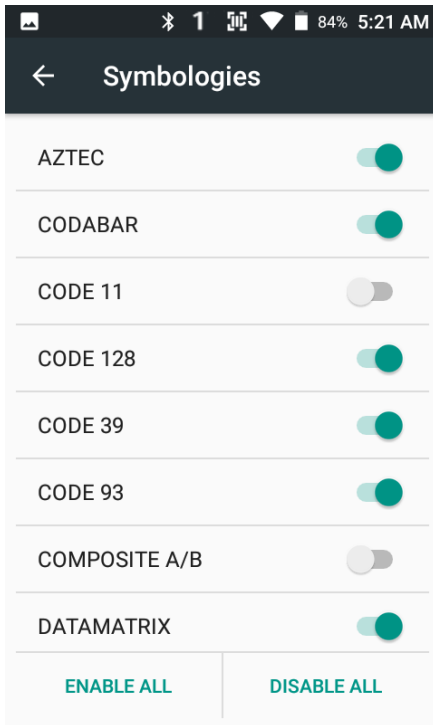 1 84% 5:21 AM
Symbologies
AZTEC
CODABAR
CODE 11
CODE 128
CODE 39
CODE 93
COMPOSITE A/B
DATAMATRIX
ENABLE ALL DISABLE ALL